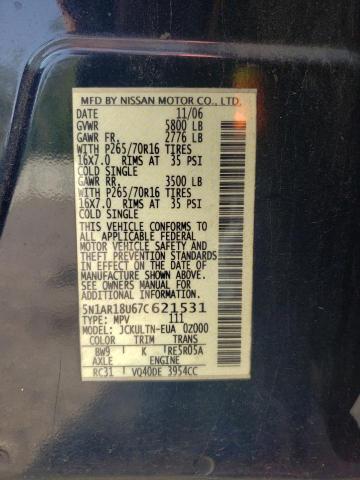 MFD BY NISSAN MOTOR CO., LTD.
DATE 11/06
GVWR 5800 LB
GAWR FR. 2776 LB
WITH P265/70R16 TIRES
16X7.0 RIMS AT 35 PSI
COLD SINGLE
GAWR RR. 3500 LB
WITH P265/70R16 TIRES
16X7.0 RIMS AT 35 PSI
COLD SINGLE
THIS VEHICLE CONFORMS TO
ALL APPLICABLE FEDERAL
MOTOR VEHICLE SAFETY AND
THEFT PREVENTION STANDARDS
IN EFFECT ON THE DATE OF
MANUFACTURE SHOWN ABOVE.
SEE OWNERS MANUAL FOR
ADDITIONAL INFORMATION.
5N1AR18U67C621531
TYPE: MPV 111
MODEL: JCKULTN-EUA 0Z000
COLOR TRIM TRANS
BW9 K RE5R05A
AXLE ENGINE
RC31 VQ40DE 3954CC